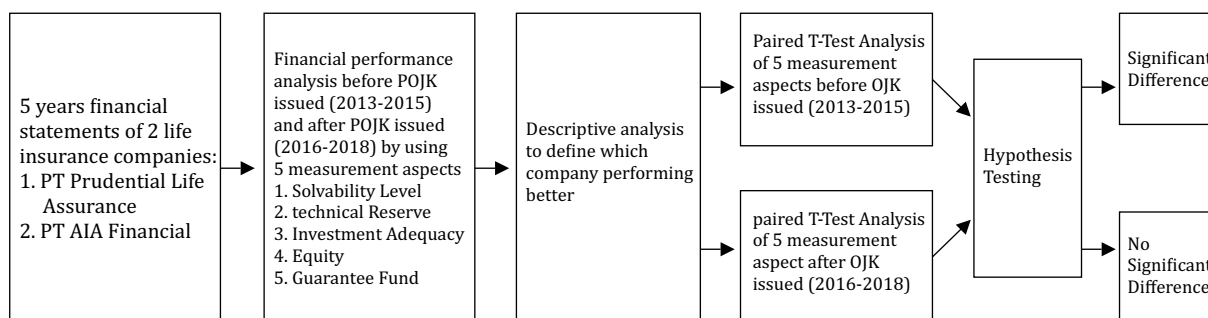 5 years financial
statements of 2 life
insurance companies:
1. PT Prudential Life
Assurance
2. PT AIA Financial
Financial performance
analysis before POJK
issued (2013-2015)
and after POJK issued
(2016-2018) by using
5 measurement aspects
1. Solvability Level
2. technical Reserve
3. Investment Adequacy
4. Equity
5. Guarantee Fund
Descriptive analysis
to define which
company performing
better
Paired T-Test Analysis
of 5 measurement
aspects before OJK
issued (2013-2015)
paired T-Test Analysis
of 5 measurement
aspect after OJK
issued (2016-2018)
Hypothesis
Testing
Significant
Difference
No
Significant
Difference